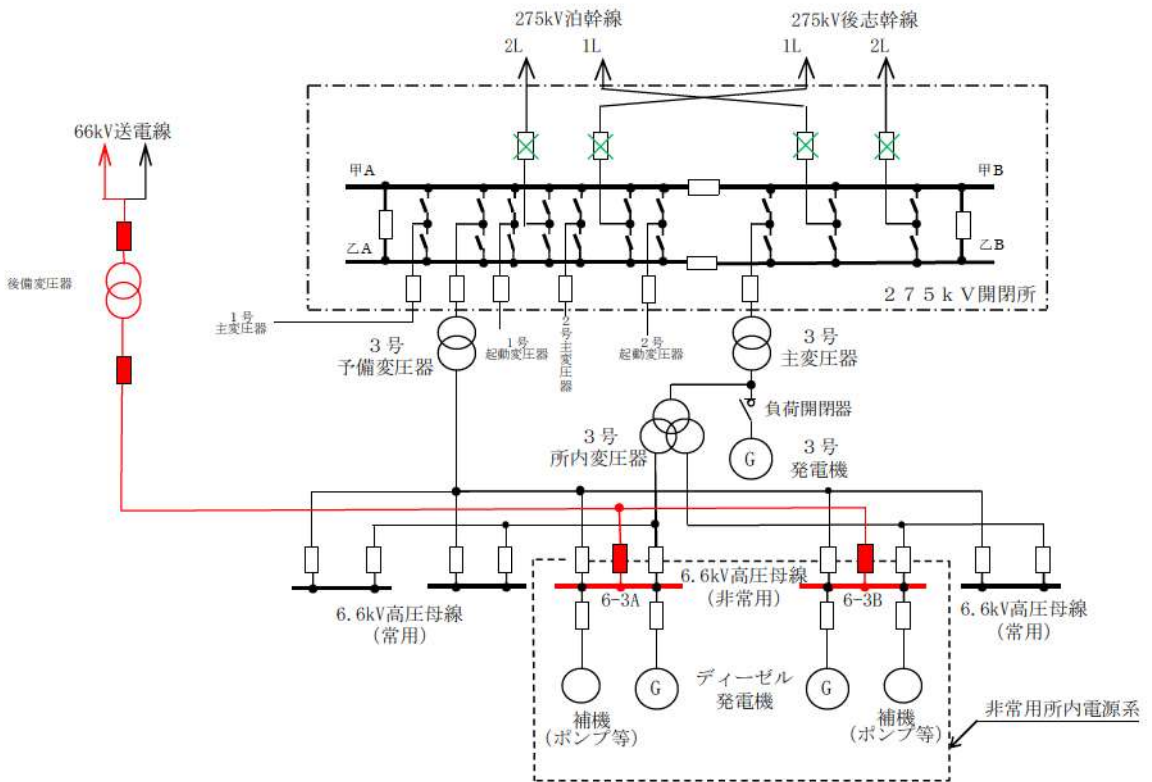 275kV泊幹線
275kV後志幹線
2L
1L
1L
2L
66kV送電線
甲A
甲B
乙A
乙B
後備変圧器
275kV開閉所
1号
主変圧器
3号
予備変圧器
1号
起動変圧器
2号主変圧器
2号
起動変圧器
3号
主変圧器
負荷開閉器
3号
所内変圧器
G
3号
発電機
6.6kV高圧母線
(常用)
6-3A
6.6kV高圧母線
(非常用)
6-3B
6.6kV高圧母線
(常用)
G
ディーゼル
発電機
G
補機
(ポンプ等)
補機
(ポンプ等)
非常用所内電源系